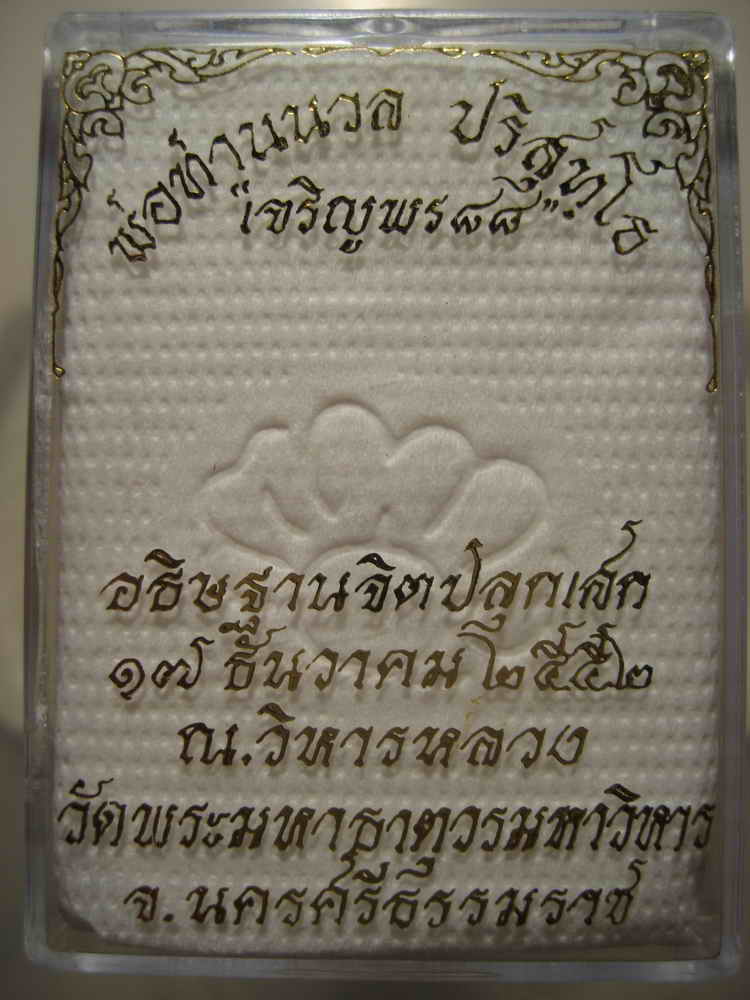 พ่อท่านนวล ปริสุทฺโธ
"เจริญพร๘๘"
อธิษฐานจิตปลุกเสก
๑๗ ธันวาคม ๒๕๕๒
ณ.วิหารหลวง
วัดพระมหาธาตุวรมหาวิหาร
จ.นครศรีธรรมราช